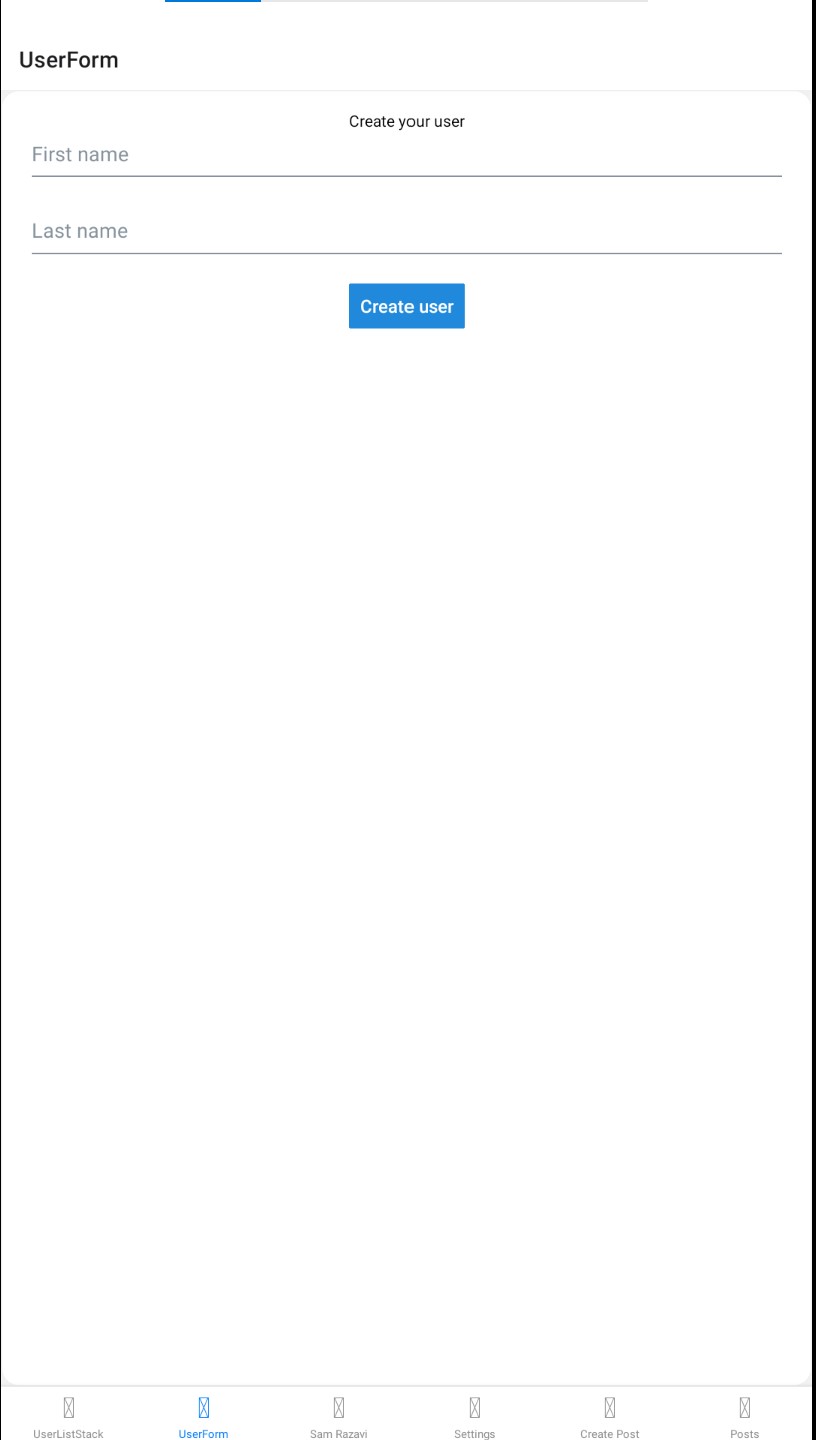 UserForm
Create your user
First name
Last name
Create user
UserListStack
UserForm
Sam Razavi
Settings
Create Post
Posts